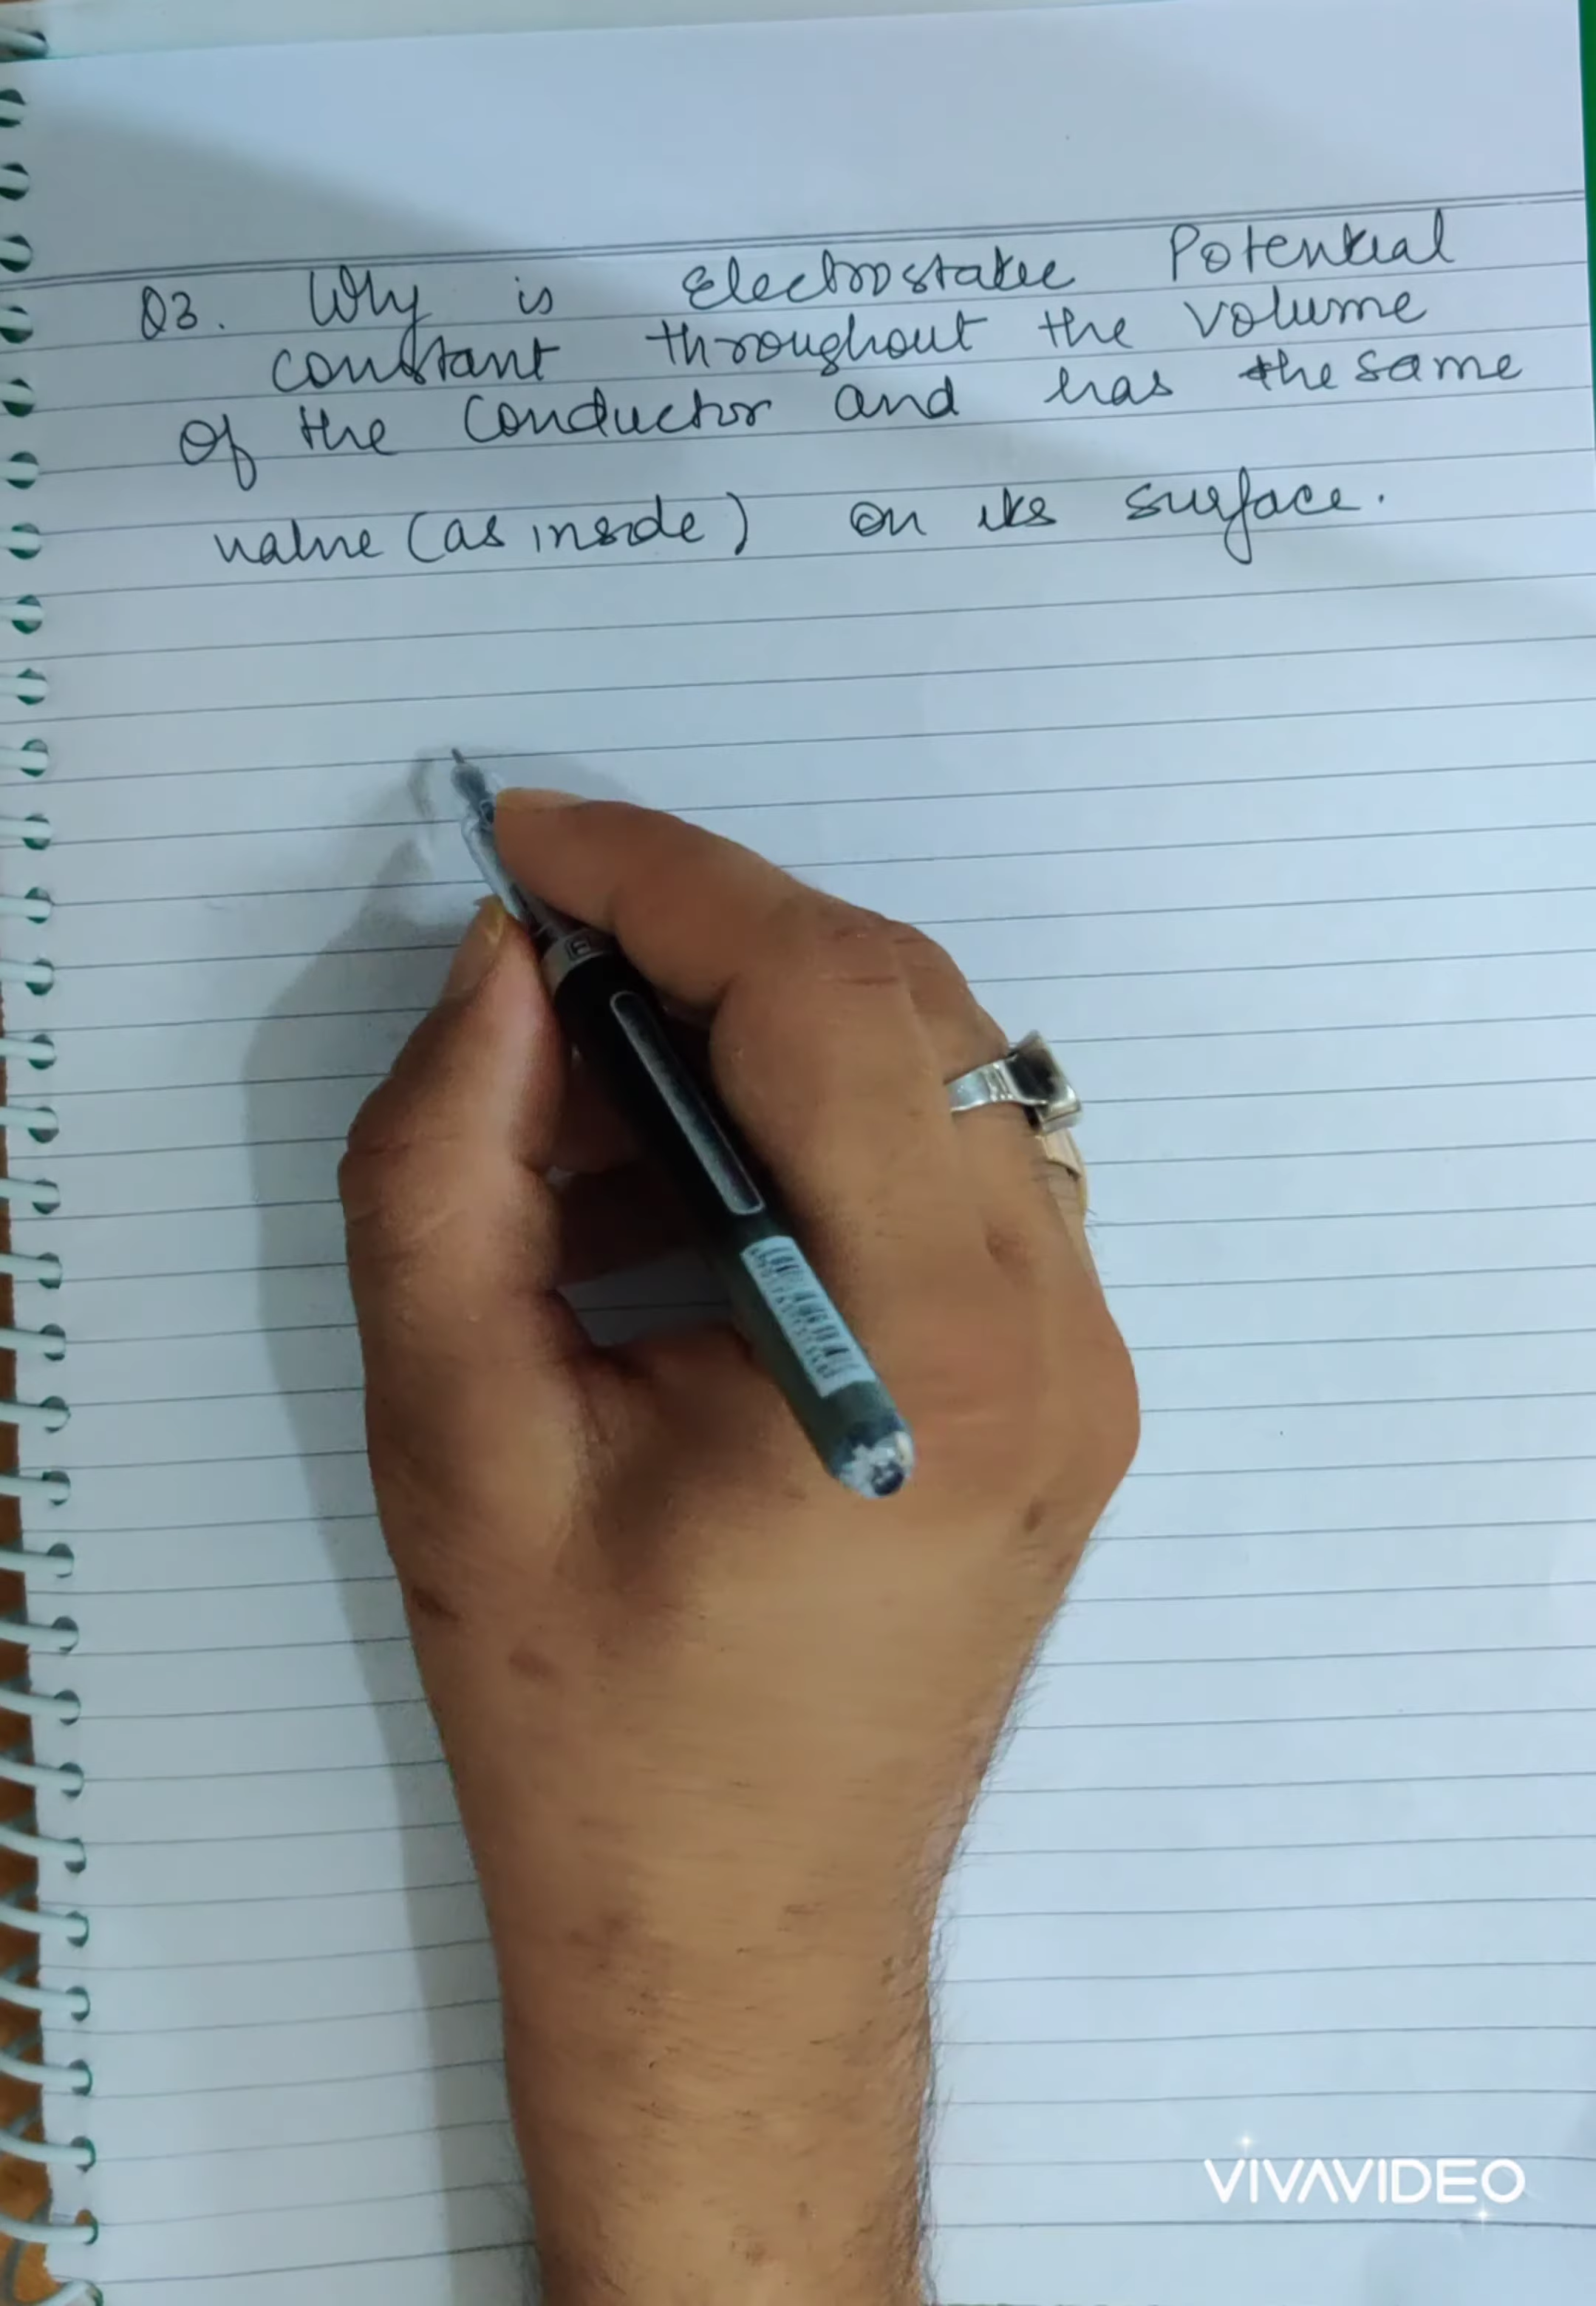 Q3. Why is Electrostatic Potential
constant throughout the volume
of the conductor and has the same
value (as inside) on its surface.
VIVAVIDEO